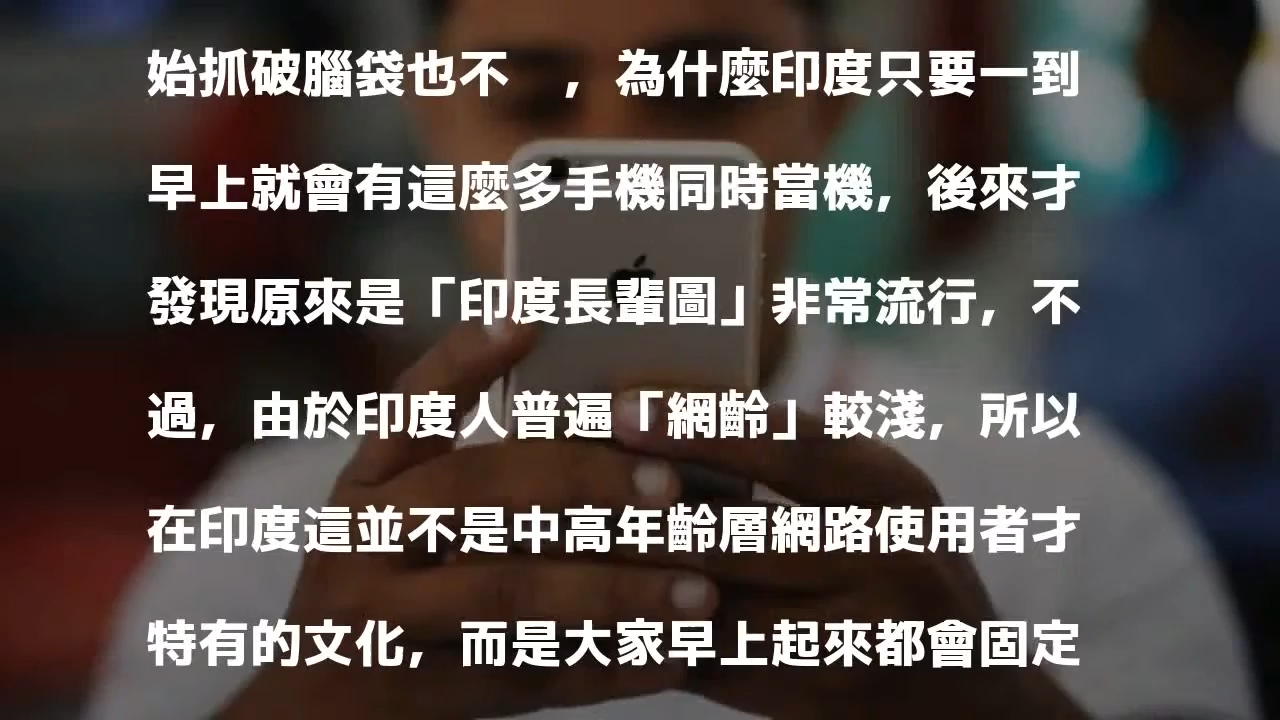 始抓破腦袋也不　，為什麼印度只要一到
早上就會有這麼多手機同時當機，後來才
發現原來是「印度長輩圖」非常流行，不
過，由於印度人普遍「網齡」較淺，所以
在印度這並不是中高年齡層網路使用者才
特有的文化，而是大家早上起來都會固定